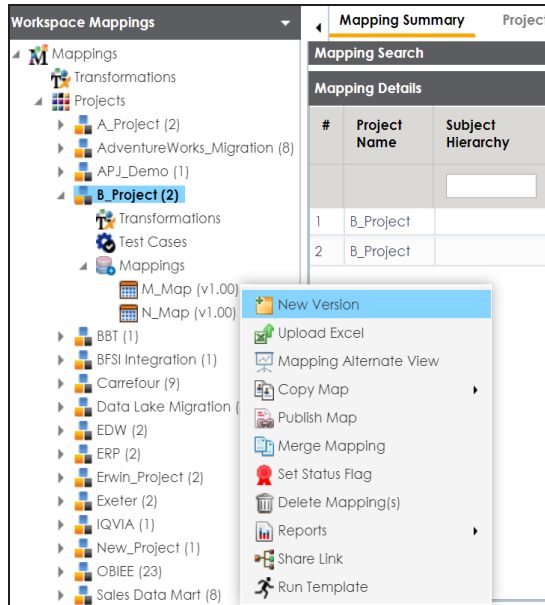 Workspace Mappings
Mappings
Transformations
Projects
A_Project (2)
AdventureWorks_Migration (8)
APJ_Demo (1)
B_Project (2)
Transformations
Test Cases
Mappings
M_Map (v1.00)
N_Map (v1.00)
BBT (1)
BFSI Integration (1)
Carrefour (9)
Data Lake Migration (
EDW (2)
ERP (2)
Erwin_Project (2)
Exeter (2)
IQVIA (1)
New_Project (1)
OBIEE (23)
Sales Data Mart (8)
Mapping Summary Project
Mapping Search
Mapping Details
# Project Name Subject Hierarchy
1 B_Project
2 B_Project
New Version
Upload Excel
Mapping Alternate View
Copy Map
Publish Map
Merge Mapping
Set Status Flag
Delete Mapping(s)
Reports
Share Link
Run Template